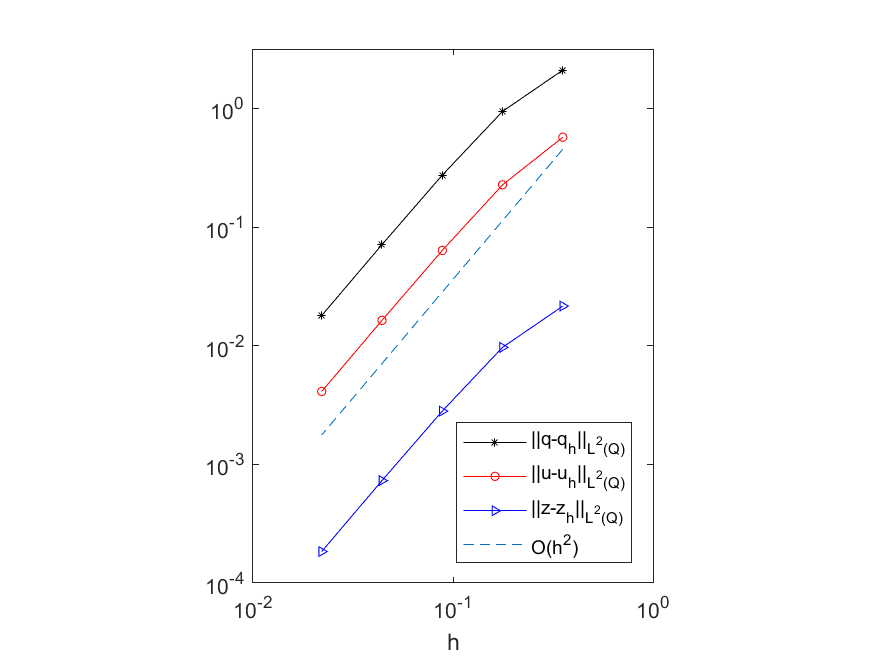 10^0
10^-1
10^-2
10^-3
10^-4
10^-2 10^-1 10^0
h
||q-q_h||_L^2(Q)
||u-u_h||_L^2(Q)
||z-z_h||_L^2(Q)
O(h^2)